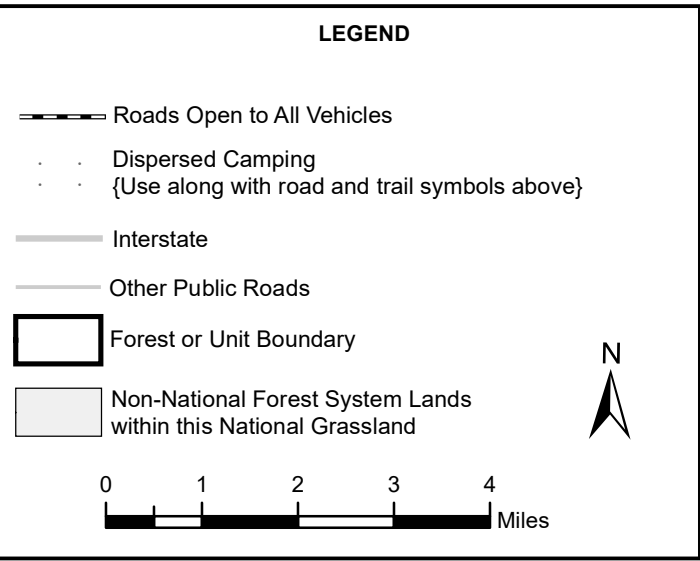 LEGEND
Roads Open to All Vehicles
Dispersed Camping
{Use along with road and trail symbols above}
Interstate
Other Public Roads
Forest or Unit Boundary
N
Non-National Forest System Lands
within this National Grassland
0 1 2 3 4
Miles